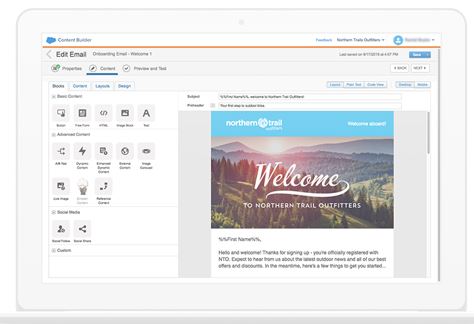 Content Builder
Feedback
Northern Trails Outfitters
Edit Email
Onboarding Email - Welcome 1
Last saved on 9/17/2019 at 4:07 PM
Save
Properties
Content
Preview and Test
BACK
NEXT
Blocks
Content
Layouts
Design
Layout
Plain Text
Code View
Desktop
Mobile
Basic Content
Subject
%%First Name%%, welcome to Northern Trail Outfitters!
Preheader
Your first step to outdoor bliss.
Button
Free Form
HTML
Image Block
Text
Advanced Content
A/B Test
Dynamic Content
Enhanced Dynamic Content
External Content
Image Carousel
Live Image
Reference Content
Social Media
Social Follow
Social Share
Custom
northern trail
outfitters
Welcome aboard!
Welcome
TO NORTHERN TRAIL OUTFITTERS
%%First Name%%,
Hello and welcome! Thanks for signing up - you're officially registered with
NTO. Expect to hear from us about the latest outdoor news and all of our best
offers and discounts. In the meantime, here's a few things to get you started...